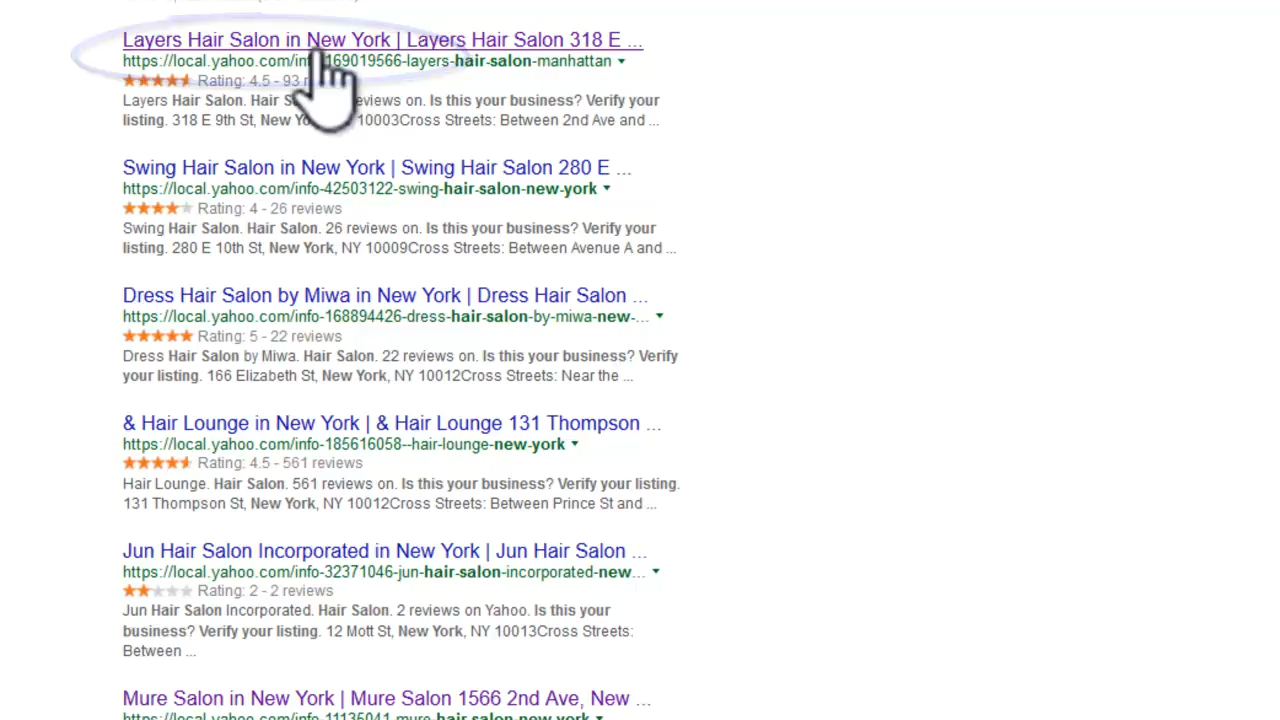 Layers Hair Salon in New York | Layers Hair Salon 318 E ...
https://local.yahoo.com/inf 169019566-layers-hair-salon-manhattan
Rating: 4.5 - 93
Layers Hair Salon. Hair eviews on. Is this your business? Verify your
listing. 318 E 9th St, New Yo 10003Cross Streets: Between 2nd Ave and ...
Swing Hair Salon in New York | Swing Hair Salon 280 E ...
https://local.yahoo.com/info-42503122-swing-hair-salon-new-york
Rating: 4 - 26 reviews
Swing Hair Salon. Hair Salon. 26 reviews on. Is this your business? Verify your
listing. 280 E 10th St, New York, NY 10009Cross Streets: Between Avenue A and ...
Dress Hair Salon by Miwa in New York | Dress Hair Salon ...
https://local.yahoo.com/info-168894426-dress-hair-salon-by-miwa-new-...
Rating: 5 - 22 reviews
Dress Hair Salon by Miwa. Hair Salon. 22 reviews on. Is this your business? Verify
your listing. 166 Elizabeth St, New York, NY 10012Cross Streets: Near the ...
& Hair Lounge in New York | & Hair Lounge 131 Thompson ...
https://local.yahoo.com/info-185616058--hair-lounge-new-york
Rating: 4.5 - 561 reviews
Hair Lounge. Hair Salon. 561 reviews on. Is this your business? Verify your listing.
131 Thompson St, New York, NY 10012Cross Streets: Between Prince St and ...
Jun Hair Salon Incorporated in New York | Jun Hair Salon ...
https://local.yahoo.com/info-32371046-jun-hair-salon-incorporated-new...
Rating: 2 - 2 reviews
Jun Hair Salon Incorporated. Hair Salon. 2 reviews on Yahoo. Is this your
business? Verify your listing. 12 Mott St, New York, NY 10013Cross Streets:
Between ...
Mure Salon in New York | Mure Salon 1566 2nd Ave, New ...
https://local.yahoo.com/info-11135041-mure-hair-salon-new-york